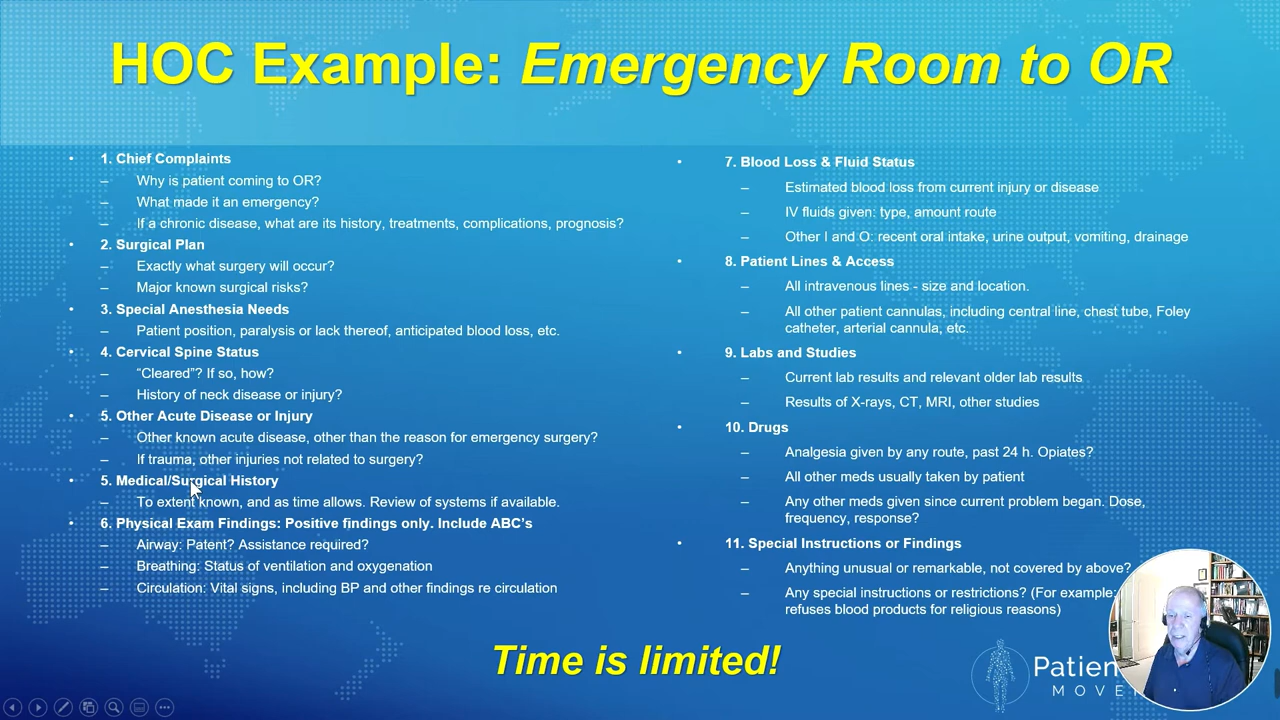 HOC Example: Emergency Room to OR
• 1. Chief Complaints
– Why is patient coming to OR?
– What made it an emergency?
– If a chronic disease, what are its history, treatments, complications, prognosis?
• 2. Surgical Plan
– Exactly what surgery will occur?
– Major known surgical risks?
• 3. Special Anesthesia Needs
– Patient position, paralysis or lack thereof, anticipated blood loss, etc.
• 4. Cervical Spine Status
– “Cleared”? If so, how?
– History of neck disease or injury?
• 5. Other Acute Disease or Injury
– Other known acute disease, other than the reason for emergency surgery?
– If trauma, other injuries not related to surgery?
• 5. Medical/Surgical History
– To extent known, and as time allows. Review of systems if available.
• 6. Physical Exam Findings: Positive findings only. Include ABC’s
– Airway: Patent? Assistance required?
– Breathing: Status of ventilation and oxygenation
– Circulation: Vital signs, including BP and other findings re circulation
• 7. Blood Loss & Fluid Status
– Estimated blood loss from current injury or disease
– IV fluids given: type, amount route
– Other I and O: recent oral intake, urine output, vomiting, drainage
• 8. Patient Lines & Access
– All intravenous lines - size and location.
– All other patient cannulas, including central line, chest tube, Foley
catheter, arterial cannula, etc.
• 9. Labs and Studies
– Current lab results and relevant older lab results
– Results of X-rays, CT, MRI, other studies
• 10. Drugs
– Analgesia given by any route, past 24 h. Opiates?
– All other meds usually taken by patient
– Any other meds given since current problem began. Dose,
frequency, response?
• 11. Special Instructions or Findings
– Anything unusual or remarkable, not covered by above?
– Any special instructions or restrictions? (For example:
refuses blood products for religious reasons)
Time is limited!